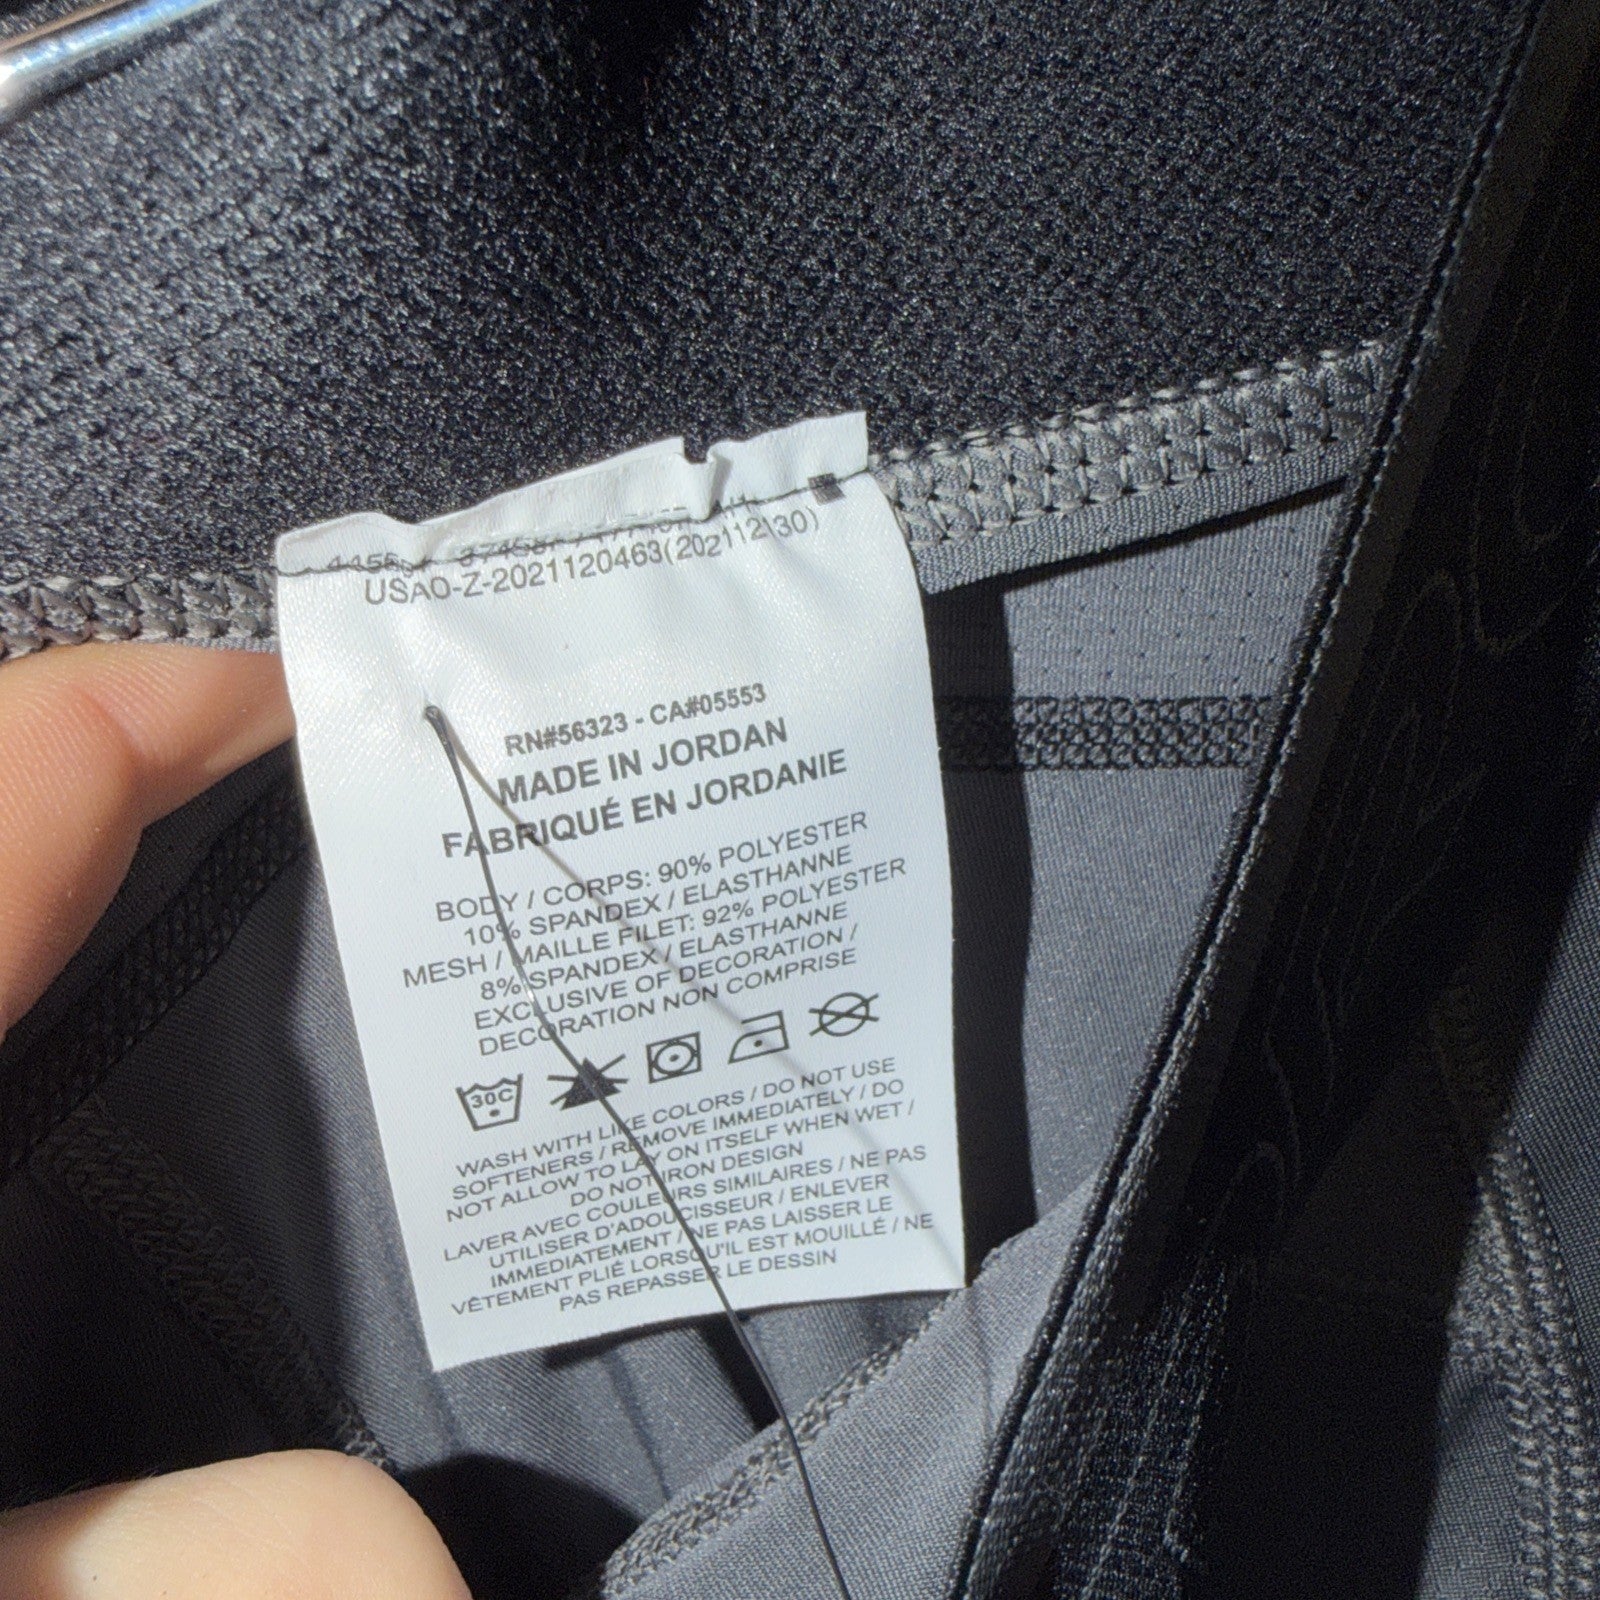 USAO-Z-2021120463(202112130)
RN#56323 - CA#05553
MADE IN JORDAN
FABRIQUÉ EN JORDANIE
BODY / CORPS: 90% POLYESTER
10% SPANDEX / ELASTHANNE
MESH / MAILLE FILET: 92% POLYESTER
8% SPANDEX / ELASTHANNE
EXCLUSIVE OF DECORATION /
DECORATION NON COMPRISE
30C
WASH WITH LIKE COLORS / DO NOT USE
SOFTENERS / REMOVE IMMEDIATELY / DO
NOT ALLOW TO LAY ON ITSELF WHEN WET /
DO NOT IRON DESIGN
LAVER AVEC COULEURS SIMILAIRES / NE PAS
UTILISER D'ADOUCISSEUR / ENLEVER
IMMEDIATEMENT / NE PAS LAISSER LE
VÊTEMENT PLIÉ LORSQU'IL EST MOUILLÉ / NE
PAS REPASSER LE DESSIN